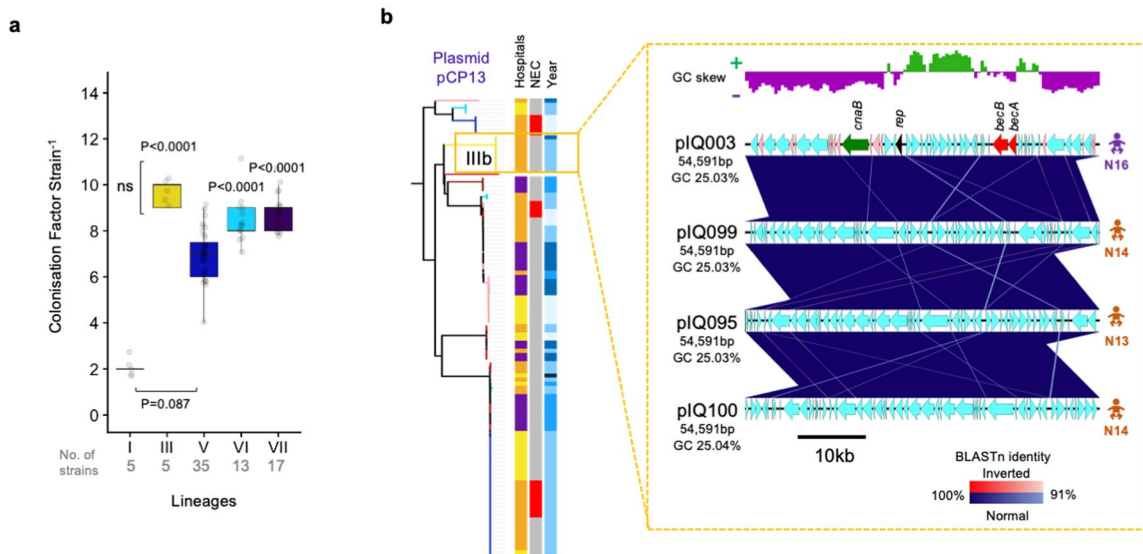 a
Colonisation Factor Strain-1
14
12
10
8
6
4
2
0
P<0.0001
ns
P<0.0001
P<0.0001
P=0.087
I III V VI VII
No. of
strains
5 5 35 13 17
Lineages
b
Plasmid
pCP13
Hospitals
NEC
Year
IIIb
GC skew
+
-
cnaB
rep
becB
becA
pIQ003
54,591bp
GC 25.03%
N16
pIQ099
54,591bp
GC 25.03%
N14
pIQ095
54,591bp
GC 25.03%
N13
pIQ100
54,591bp
GC 25.04%
N14
10kb
BLASTn identity
Inverted
100% 91%
Normal